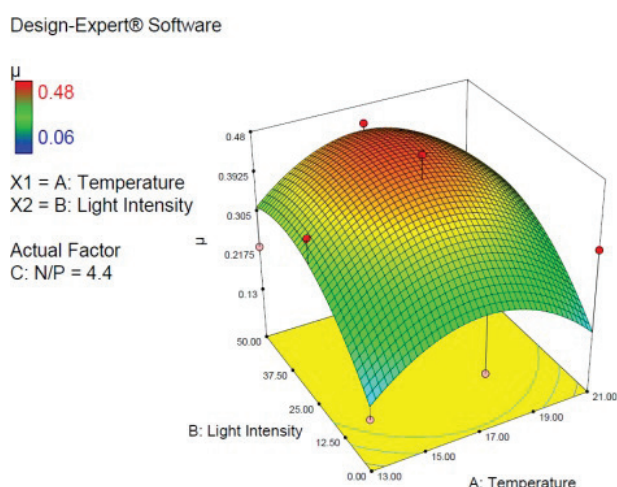 Design-Expert® Software
μ
0.48
0.06
X1 = A: Temperature
X2 = B: Light Intensity
Actual Factor
C: N/P = 4.4
0.48
0.3925
0.305
0.2175
0.13
μ
50.00
37.50
25.00
12.50
0.00
B: Light Intensity
13.00
15.00
17.00
19.00
21.00
A: Temperature